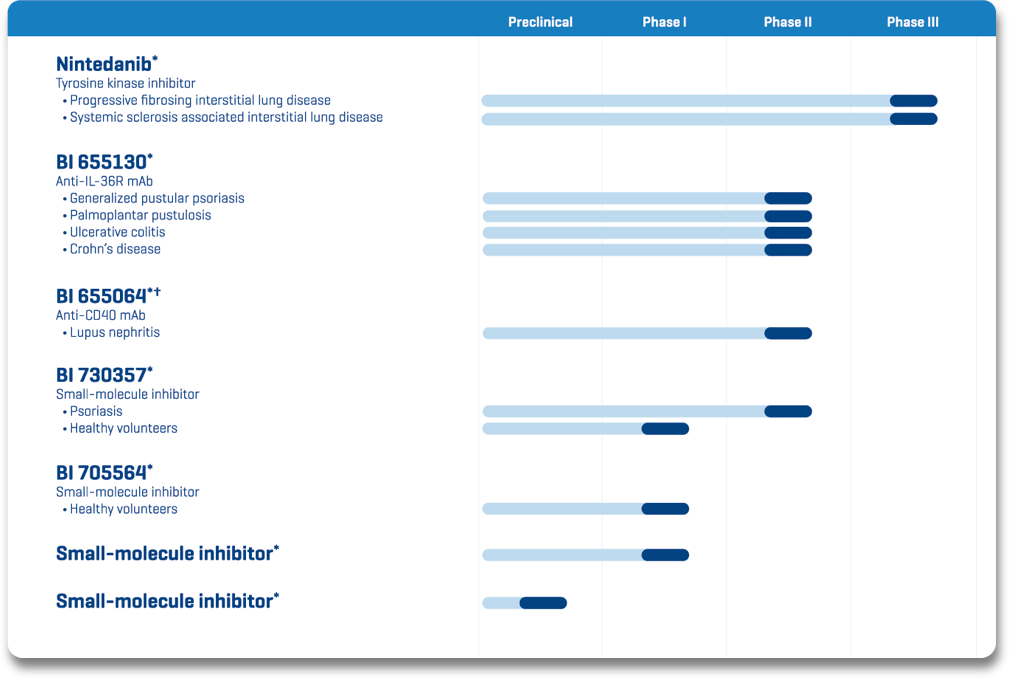 Preclinical Phase I Phase II Phase III
Nintedanib*
Tyrosine kinase inhibitor
• Progressive fibrosing interstitial lung disease
• Systemic sclerosis associated interstitial lung disease
BI 655130*
Anti-IL-36R mAb
• Generalized pustular psoriasis
• Palmoplantar pustulosis
• Ulcerative colitis
• Crohn's disease
BI 655064*†
Anti-CD40 mAb
• Lupus nephritis
BI 730357*
Small-molecule inhibitor
• Psoriasis
• Healthy volunteers
BI 705564*
Small-molecule inhibitor
• Healthy volunteers
Small-molecule inhibitor*
Small-molecule inhibitor*